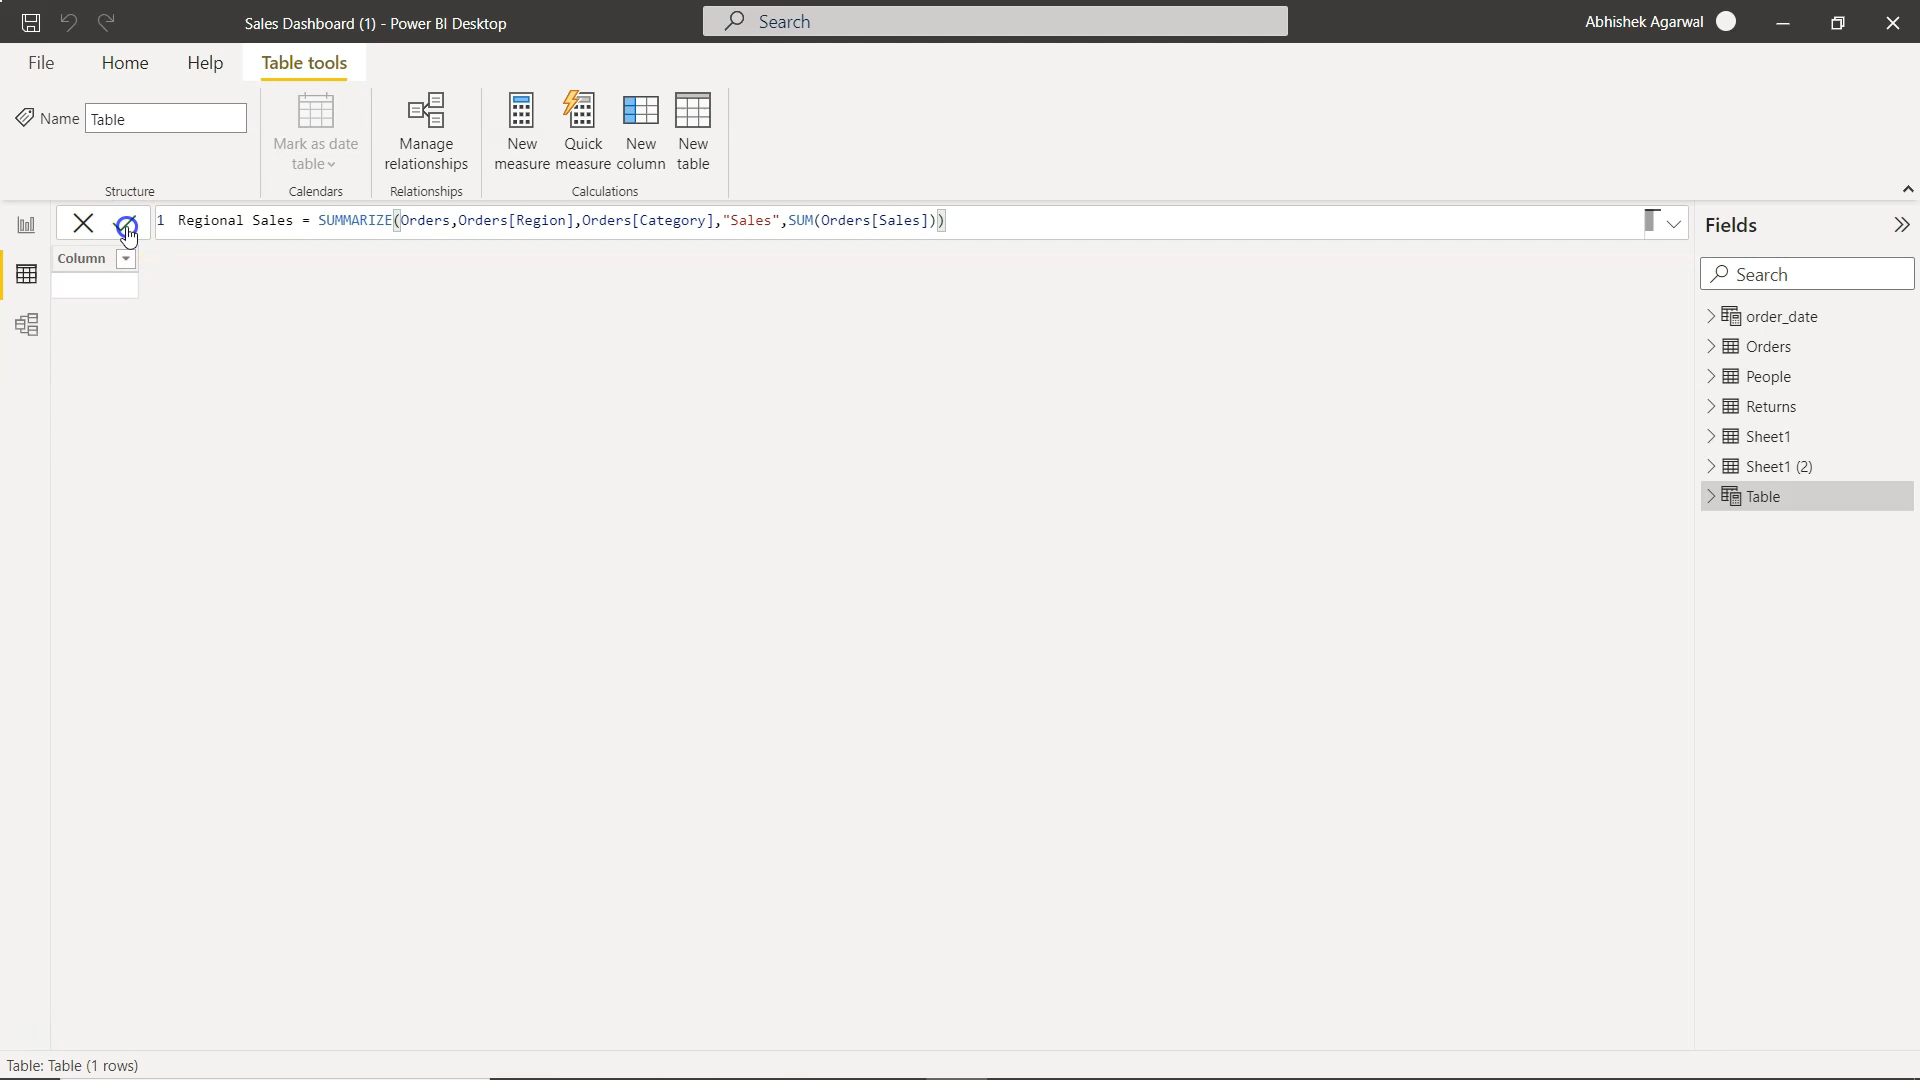 Sales Dashboard (1) - Power BI Desktop
Search
Abhishek Agarwal
File
Home
Help
Table tools
Name
Table
Mark as date
table
Manage
relationships
New
measure
Quick
measure
New
column
New
table
Structure
Calendars
Relationships
Calculations
1 Regional Sales = SUMMARIZE(Orders,Orders[Region],Orders[Category],"Sales",SUM(Orders[Sales]))
Column
Fields
Search
order_date
Orders
People
Returns
Sheet1
Sheet1 (2)
Table
Table: Table (1 rows)